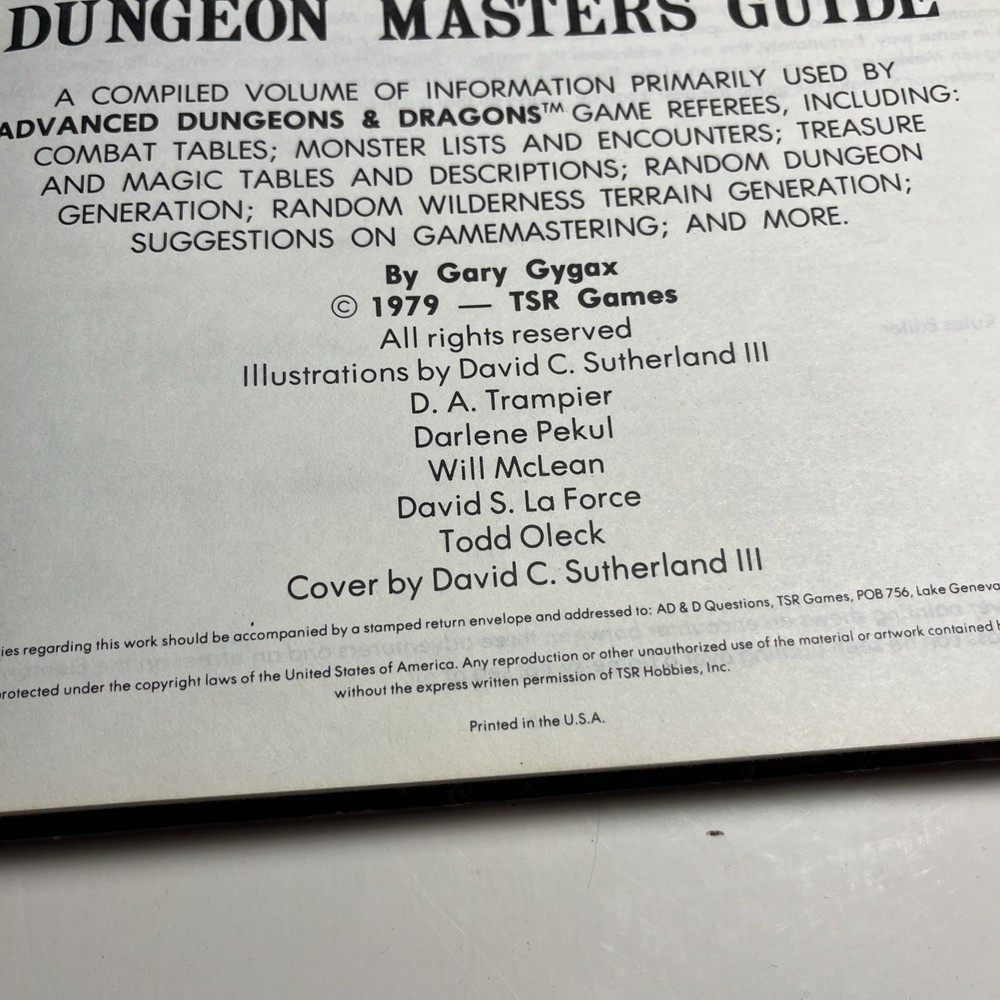 DUNGEON MASTERS GUIDE
A COMPILED VOLUME OF INFORMATION PRIMARILY USED BY
ADVANCED DUNGEONS & DRAGONS™ GAME REFEREES, INCLUDING:
COMBAT TABLES; MONSTER LISTS AND ENCOUNTERS; TREASURE
AND MAGIC TABLES AND DESCRIPTIONS; RANDOM DUNGEON
GENERATION; RANDOM WILDERNESS TERRAIN GENERATION;
SUGGESTIONS ON GAMEMASTERING; AND MORE.
By Gary Gygax
© 1979 — TSR Games
All rights reserved
Illustrations by David C. Sutherland III
D. A. Trampier
Darlene Pekul
Will McLean
David S. La Force
Todd Oleck
Cover by David C. Sutherland III
ies regarding this work should be accompanied by a stamped return envelope and addressed to: AD & D Questions, TSR Games, POB 756, Lake Geneva
rotected under the copyright laws of the United States of America. Any reproduction or other unauthorized use of the material or artwork contained h
without the express written permission of TSR Hobbies, Inc.
Printed in the U.S.A.